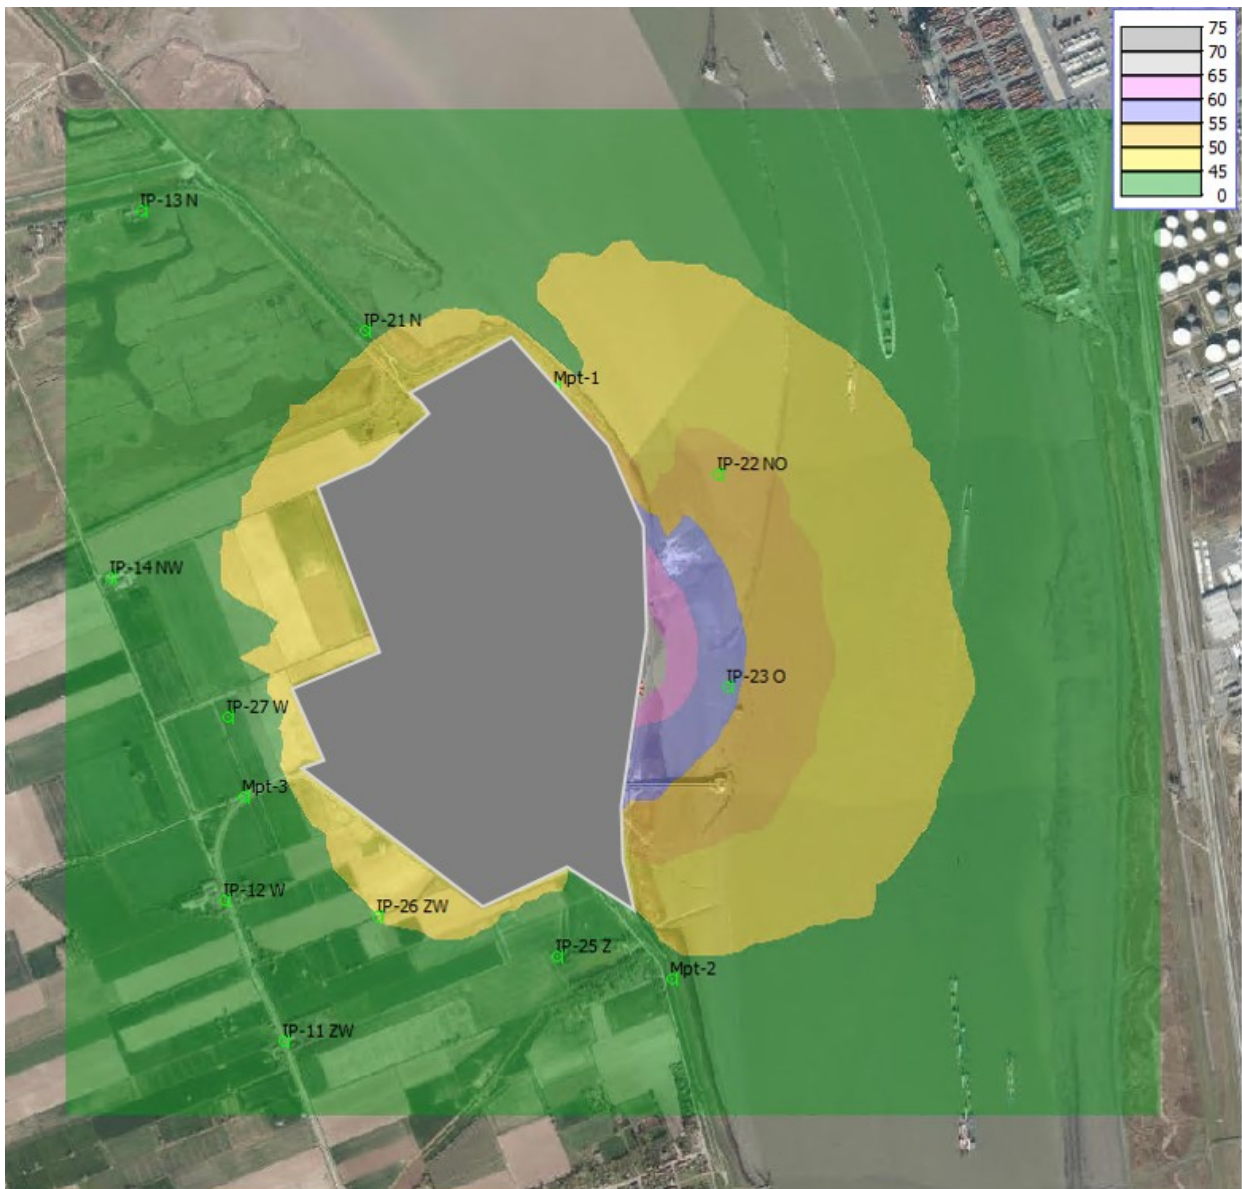 75
70
65
60
55
50
45
0
IP-13 N
IP-21 N
Mpt-1
IP-22 NO
IP-14 NW
IP-23 O
IP-27 W
Mpt-3
IP-12 W
IP-26 ZW
IP-25 Z
Mpt-2
IP-11 ZW